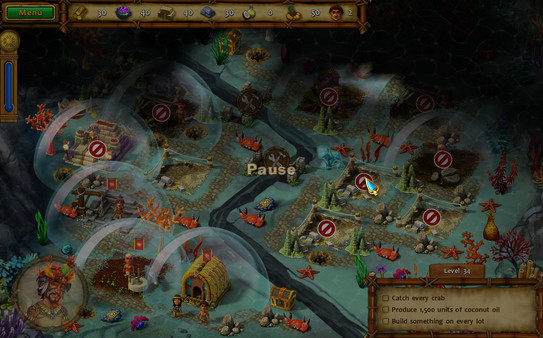 Menu 30 40 40 30 0 50 2
Pause
Level 34
Catch every crab
Produce 1,500 units of coconut oil
Build something on every lot